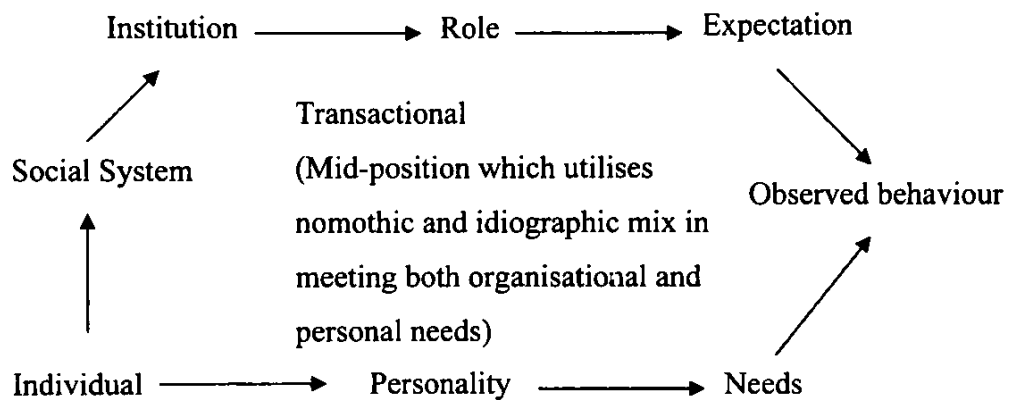 Institution Role Expectation
Transactional
(Mid-position which utilises
Social System
nomothic and idiographic mix in
Observed behaviour
meeting both organisational and
personal needs)
Individual Personality Needs